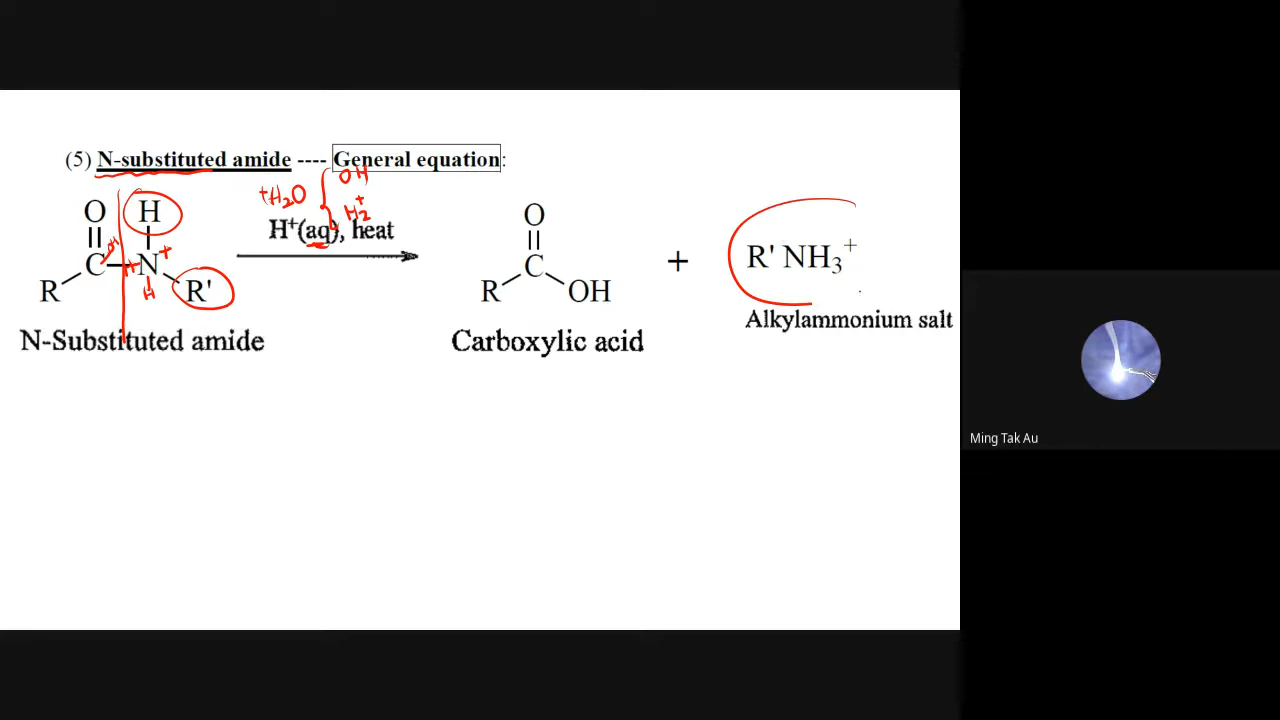 (5) N-substituted amide ---- General equation:
+H₂O { OH
H₂⁺
O H
H⁺(aq), heat
O
C OH H N +
R H R'
R C OH
+ R' NH₃⁺
N-Substituted amide
Carboxylic acid
Alkylammonium salt
Ming Tak Au